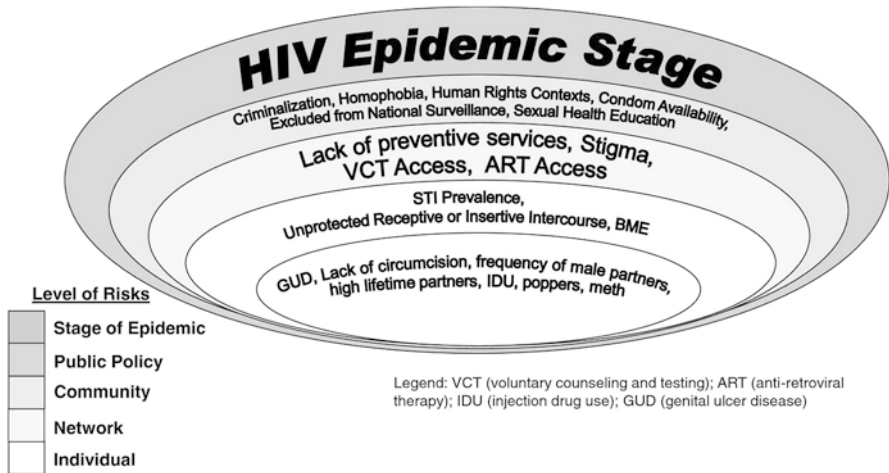 HIV Epidemic Stage
Criminalization, Homophobia, Human Rights Contexts, Condom Availability,
Excluded from National Surveillance, Sexual Health Education
Lack of preventive services, Stigma,
VCT Access, ART Access
STI Prevalence,
Unprotected Receptive or Insertive Intercourse, BME
GUD, Lack of circumcision, frequency of male partners,
high lifetime partners, IDU, poppers, meth
Level of Risks
Stage of Epidemic
Public Policy
Community
Network
Individual
Legend: VCT (voluntary counseling and testing); ART (anti-retroviral
therapy); IDU (injection drug use); GUD (genital ulcer disease)